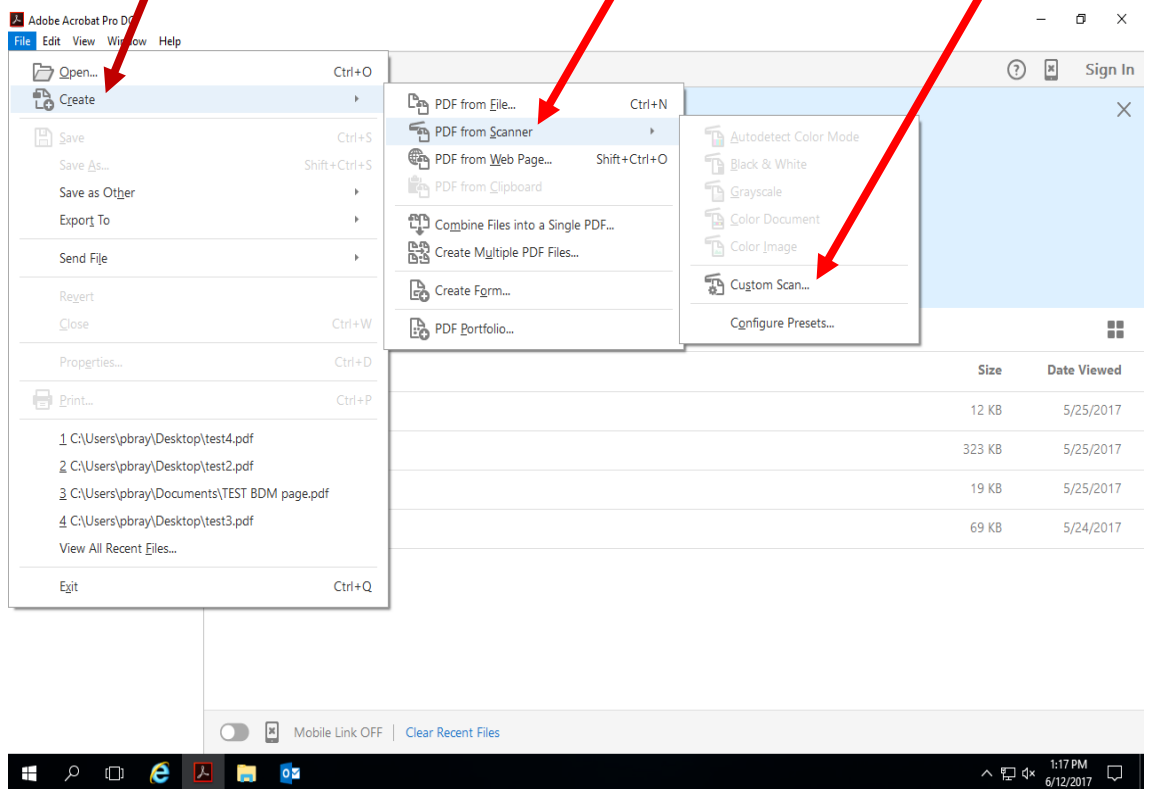 Adobe Acrobat Pro DC
File Edit View Window Help
Open... Ctrl+O
Create
Save Ctrl+S
Save As... Shift+Ctrl+S
Save as Other
Export To
Send File
Revert
Close Ctrl+W
Properties... Ctrl+D
Print... Ctrl+P
1 C:\Users\pbray\Desktop\test4.pdf
2 C:\Users\pbray\Desktop\test2.pdf
3 C:\Users\pbray\Documents\TEST BDM page.pdf
4 C:\Users\pbray\Desktop\test3.pdf
View All Recent Files...
Exit Ctrl+Q
PDF from File... Ctrl+N
PDF from Scanner
PDF from Web Page... Shift+Ctrl+O
PDF from Clipboard
Combine Files into a Single PDF...
Create Multiple PDF Files...
Create Form...
PDF Portfolio...
Autodetect Color Mode
Black & White
Grayscale
Color Document
Color Image
Custom Scan...
Configure Presets...
Sign In
Size Date Viewed
12 KB 5/25/2017
323 KB 5/25/2017
19 KB 5/25/2017
69 KB 5/24/2017
Mobile Link OFF | Clear Recent Files
1:17 PM
6/12/2017